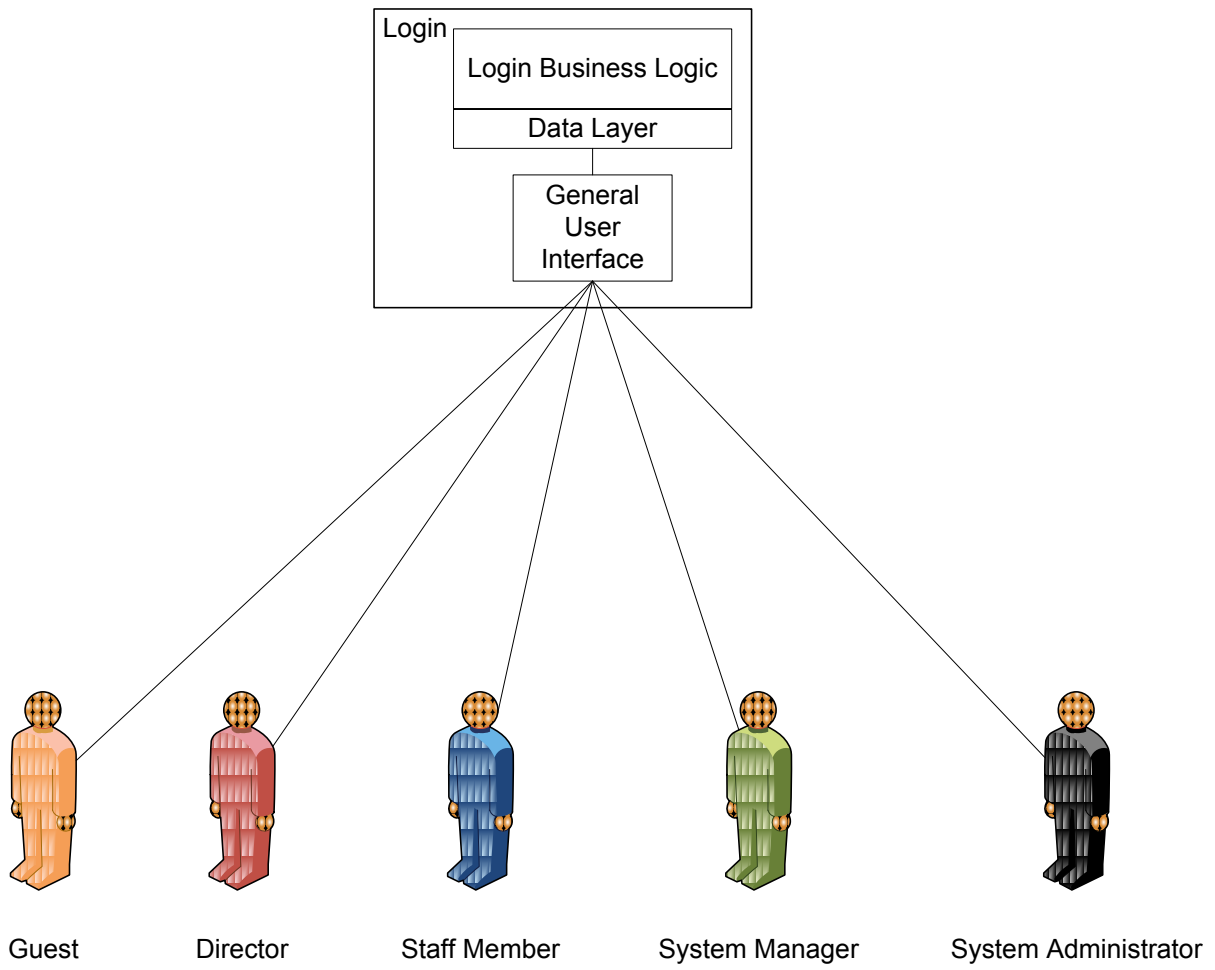 Login
Login Business Logic
Data Layer
General
User
Interface
Guest
Director
Staff Member
System Manager
System Administrator